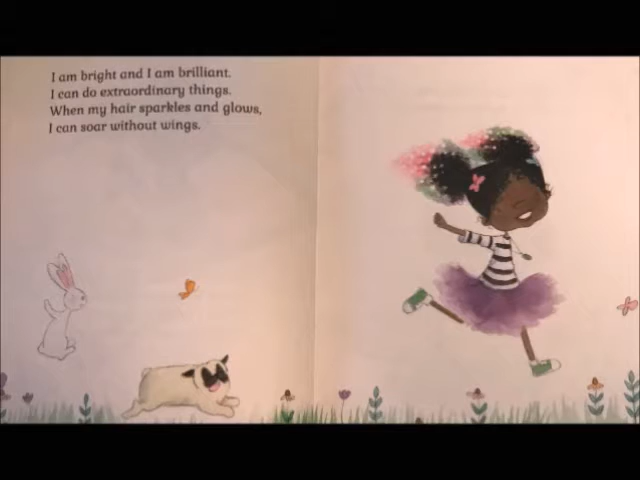 I am bright and I am brilliant.
I can do extraordinary things.
When my hair sparkles and glows,
I can soar without wings.